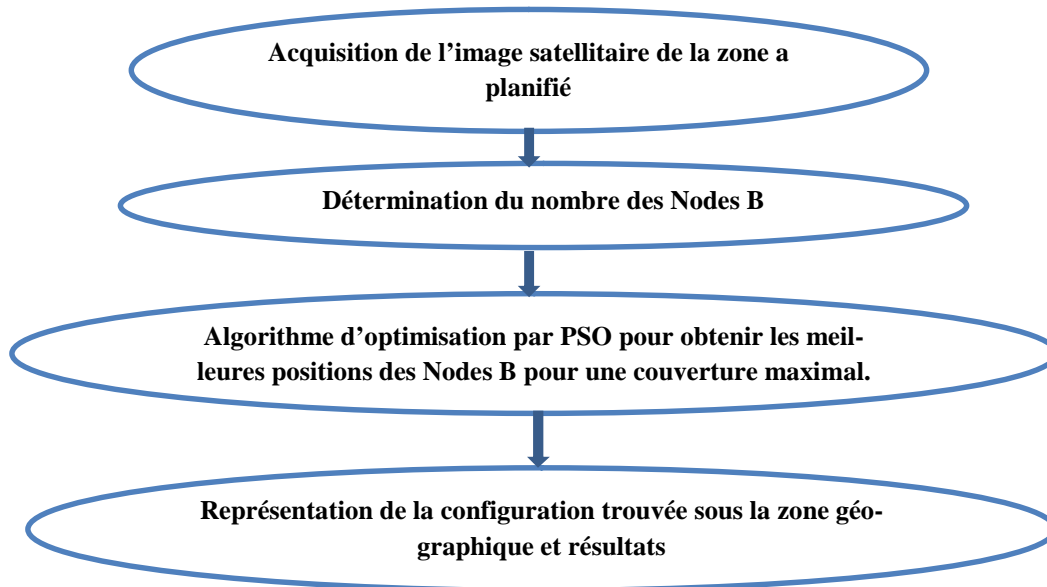 Acquisition de l’image satellitaire de la zone a
planifié
Détermination du nombre des Nodes B
Algorithme d’optimisation par PSO pour obtenir les meil-
leures positions des Nodes B pour une couverture maximal.
Représentation de la configuration trouvée sous la zone géo-
graphique et résultats